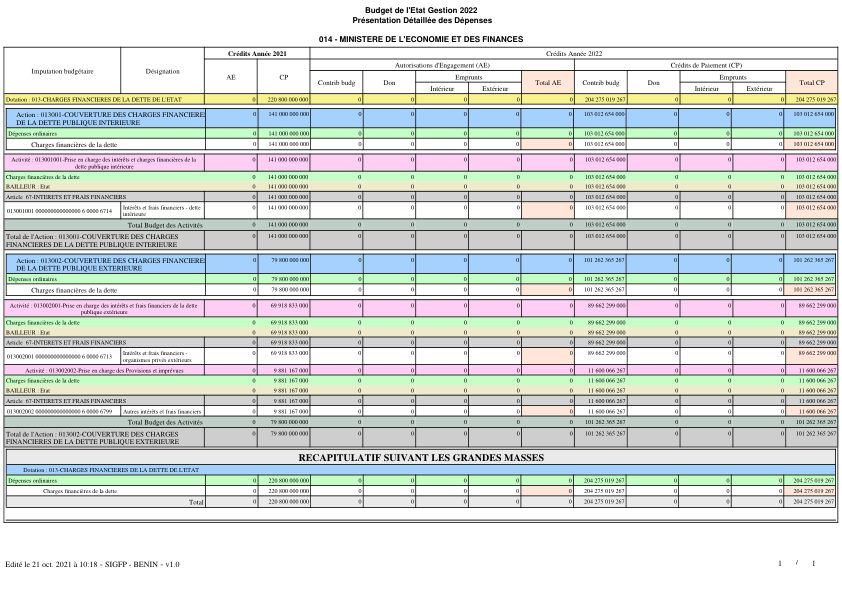 Budget de l'Etat Gestion 2022
Présentation Détaillée des Dépenses
014 - MINISTERE DE L'ECONOMIE ET DES FINANCES
Imputation budgétaire Désignation Crédits Année 2021 Crédits Année 2022
AE CP Autorisations d'Engagement (AE) Crédits de Paiement (CP)
Contrib budg Don Emprunts Total AE Contrib budg Don Emprunts Total CP
Intérieur Extérieur Intérieur Extérieur
Dotation : 013-CHARGES FINANCIERES DE LA DETTE DE L'ETAT 0 220 800 000 000 0 0 0 0 0 204 275 019 267 0 0 0 204 275 019 267
Action : 013001-COUVERTURE DES CHARGES FINANCIERE 0 141 000 000 000 0 0 0 0 0 103 012 654 000 0 0 0 103 012 654 000
DE LA DETTE PUBLIQUE INTERIEURE
Dépenses ordinaires 0 141 000 000 000 0 0 0 0 0 103 012 654 000 0 0 0 103 012 654 000
Charges financières de la dette 0 141 000 000 000 0 0 0 0 0 103 012 654 000 0 0 0 103 012 654 000
Activité : 013001001-Prise en charge des intérêts et charges financières de la 0 141 000 000 000 0 0 0 0 0 103 012 654 000 0 0 0 103 012 654 000
dette publique intérieure
Charges financières de la dette 0 141 000 000 000 0 0 0 0 0 103 012 654 000 0 0 0 103 012 654 000
BAILLEUR : Etat 0 141 000 000 000 0 0 0 0 0 103 012 654 000 0 0 0 103 012 654 000
Article 67-INTERETS ET FRAIS FINANCIERS 0 141 000 000 000 0 0 0 0 0 103 012 654 000 0 0 0 103 012 654 000
Intérêts et frais financiers - dette 0 141 000 000 000 0 0 0 0 0 103 012 654 000 0 0 0 103 012 654 000
intérieure
Total Budget des Activités 0 141 000 000 000 0 0 0 0 0 103 012 654 000 0 0 0 103 012 654 000
Total de l'Action : 013001-COUVERTURE DES CHARGES 0 141 000 000 000 0 0 0 0 0 103 012 654 000 0 0 0 103 012 654 000
FINANCIERES DE LA DETTE PUBLIQUE INTERIEURE
Action : 013002-COUVERTURE DES CHARGES FINANCIERE 0 79 800 000 000 0 0 0 0 0 101 262 365 267 0 0 0 101 262 365 267
DE LA DETTE PUBLIQUE EXTERIEURE
Dépenses ordinaires 0 79 800 000 000 0 0 0 0 0 101 262 365 267 0 0 0 101 262 365 267
Charges financières de la dette 0 79 800 000 000 0 0 0 0 0 101 262 365 267 0 0 0 101 262 365 267
Activité : 013002001-Prise en charge des intérêts et frais financiers de la dette 0 69 918 833 000 0 0 0 0 0 89 662 299 000 0 0 0 89 662 299 000
publique extérieure
Charges financières de la dette 0 69 918 833 000 0 0 0 0 0 89 662 299 000 0 0 0 89 662 299 000
BAILLEUR : Etat 0 69 918 833 000 0 0 0 0 0 89 662 299 000 0 0 0 89 662 299 000
Article 67-INTERETS ET FRAIS FINANCIERS 0 69 918 833 000 0 0 0 0 0 89 662 299 000 0 0 0 89 662 299 000
Intérêts et frais financiers - 0 69 918 833 000 0 0 0 0 0 89 662 299 000 0 0 0 89 662 299 000
organismes privés extérieurs
Activité : 013002002-Prise en charge des Provisions et imprévues 0 9 881 167 000 0 0 0 0 0 11 600 066 267 0 0 0 11 600 066 267
Charges financières de la dette 0 9 881 167 000 0 0 0 0 0 11 600 066 267 0 0 0 11 600 066 267
BAILLEUR : Etat 0 9 881 167 000 0 0 0 0 0 11 600 066 267 0 0 0 11 600 066 267
Article 67-INTERETS ET FRAIS FINANCIERS 0 9 881 167 000 0 0 0 0 0 11 600 066 267 0 0 0 11 600 066 267
Autres intérêts et frais financiers 0 9 881 167 000 0 0 0 0 0 11 600 066 267 0 0 0 11 600 066 267
Total Budget des Activités 0 79 800 000 000 0 0 0 0 0 101 262 365 267 0 0 0 101 262 365 267
Total de l'Action : 013002-COUVERTURE DES CHARGES 0 79 800 000 000 0 0 0 0 0 101 262 365 267 0 0 0 101 262 365 267
FINANCIERES DE LA DETTE PUBLIQUE EXTERIEURE
RECAPITULATIF SUIVANT LES GRANDES MASSES
Dotation : 013-CHARGES FINANCIERES DE LA DETTE DE L'ETAT
Dépenses ordinaires 0 220 800 000 000 0 0 0 0 0 204 275 019 267 0 0 0 204 275 019 267
Charges financières de la dette 0 220 800 000 000 0 0 0 0 0 204 275 019 267 0 0 0 204 275 019 267
Total 0 220 800 000 000 0 0 0 0 0 204 275 019 267 0 0 0 204 275 019 267
Edité le 21 oct. 2021 à 10:18 - SIGFP - BENIN - v1.0 1 / 1